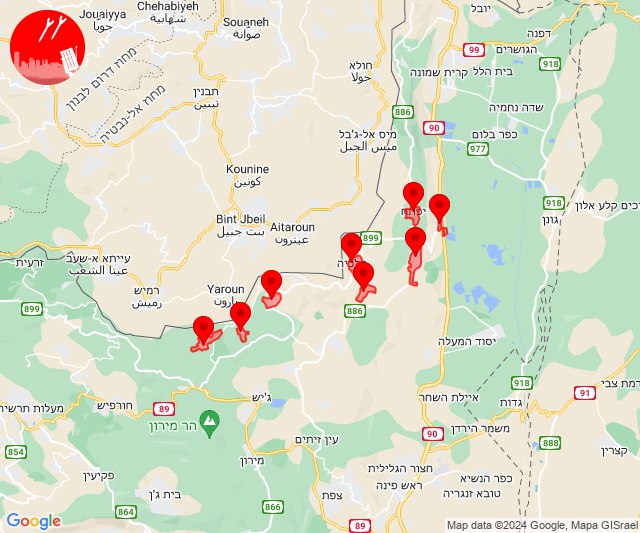 Jouaiyya
جويا
Chehabiyeh
شهابية
Souaneh
صوانة
יובל
דפנה
99
הגושרים
918
בית הלל
קרית שמונה
שדה נחמיה
חולא
حولا
מחוז דרום לבנון
מחוז אל-נבטיה
תבנין
تبنين
886
90
מיס אל-ג'בל
ميس الجبل
כפר בלום
977
Kounine
كونين
918
גונן
רכים קלע אלון
יפתח
Bint Jbeil
بنت جبيل
Aitaroun
عيترون
899
עייתא א-שעב
عيتا الشعب
זרעית
899
רמיש
رميش
Yaroun
يارون
886
יסוד המעלה
918
איילת השחר
גדות
91
דמת צבי
ג'יש
89
חורפיש
מעלות תרשיח
הר מירון
עין זיתים
90
משמר הירדן
888
קצרין
854
מירון
פקיעין
בית ג'ן
864
866
צפת
חצור הגלילית
ראש פינה
כפר הנשיא
טובא זנגריה
89
Google
Map data ©2024 Google, Mapa GISrael